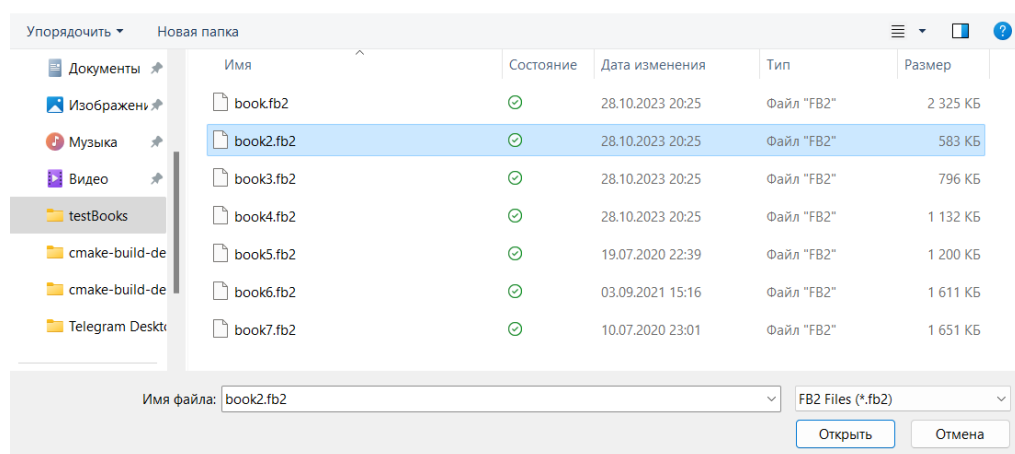 Упорядочить Новая папка
Имя Состояние Дата изменения Тип Размер
Документы
Изображени
Музыка
Видео
testBooks
cmake-build-de
cmake-build-de
Telegram Deskto
book.fb2 28.10.2023 20:25 Файл "FB2" 2 325 КБ
book2.fb2 28.10.2023 20:25 Файл "FB2" 583 КБ
book3.fb2 28.10.2023 20:25 Файл "FB2" 796 КБ
book4.fb2 28.10.2023 20:25 Файл "FB2" 1 132 КБ
book5.fb2 19.07.2020 22:39 Файл "FB2" 1 200 КБ
book6.fb2 03.09.2021 15:16 Файл "FB2" 1 611 КБ
book7.fb2 10.07.2020 23:01 Файл "FB2" 1 651 КБ
Имя файла: book2.fb2 FB2 Files (*.fb2)
Открыть Отмена